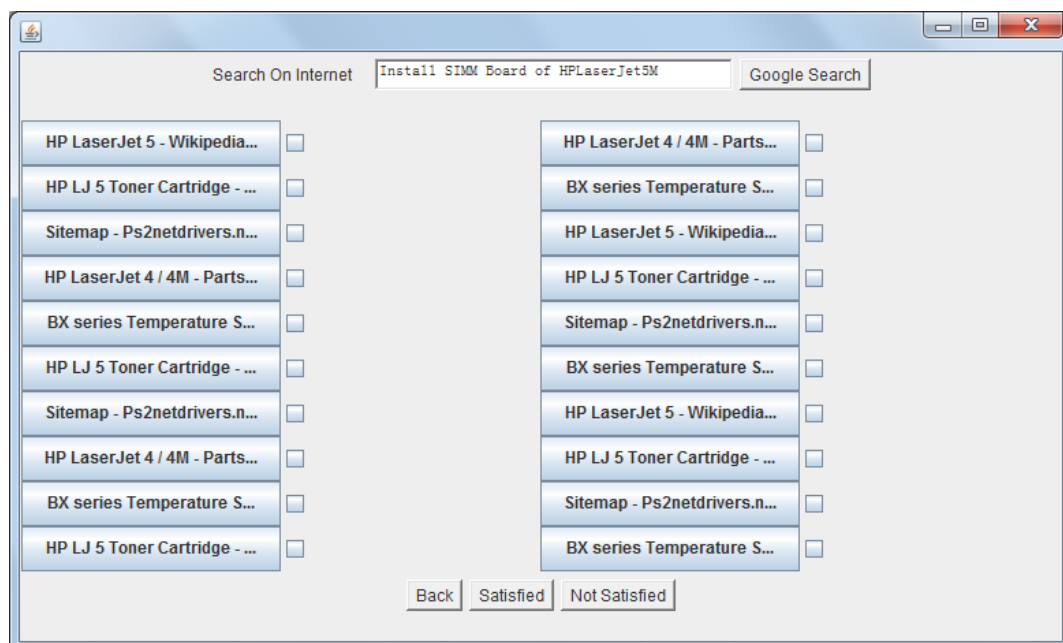 Search On Internet Install SIMM Board of HPLaserJet5M Google Search
HP LaserJet 5 - Wikipedia... HP LaserJet 4 / 4M - Parts...
HP LJ 5 Toner Cartridge - ... BX series Temperature S...
Sitemap - Ps2netdrivers.n... HP LaserJet 5 - Wikipedia...
HP LaserJet 4 / 4M - Parts... HP LJ 5 Toner Cartridge - ...
BX series Temperature S... Sitemap - Ps2netdrivers.n...
HP LJ 5 Toner Cartridge - ... BX series Temperature S...
Sitemap - Ps2netdrivers.n... HP LaserJet 5 - Wikipedia...
HP LaserJet 4 / 4M - Parts... HP LJ 5 Toner Cartridge - ...
BX series Temperature S... Sitemap - Ps2netdrivers.n...
HP LJ 5 Toner Cartridge - ... BX series Temperature S...
Back Satisfied Not Satisfied